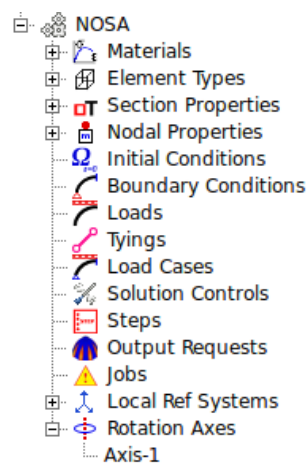 NOSA
Materials
Element Types
Section Properties
Nodal Properties
Initial Conditions
Boundary Conditions
Loads
Tyings
Load Cases
Solution Controls
Steps
Output Requests
Jobs
Local Ref Systems
Rotation Axes
Axis-1